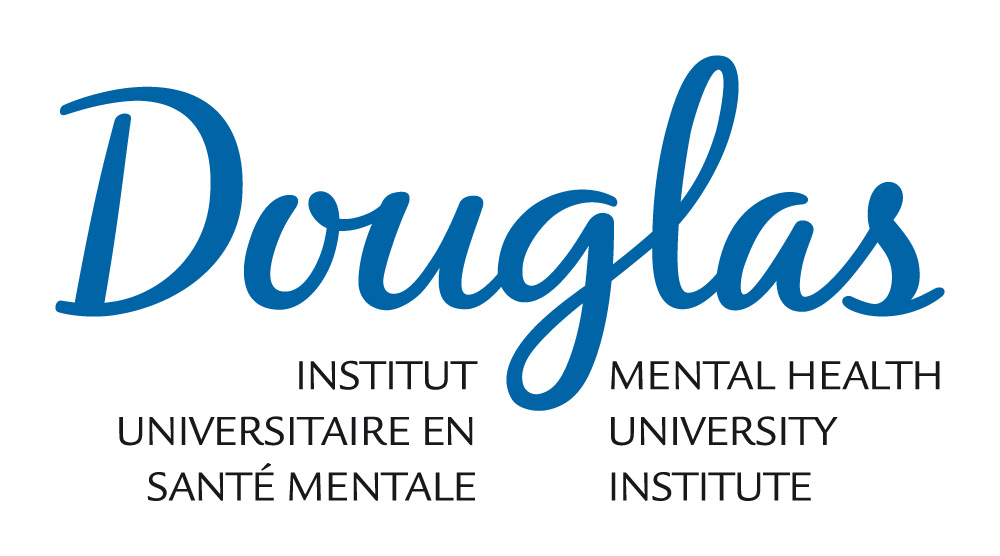 Douglas
INSTITUT
UNIVERSITAIRE EN
SANTÉ MENTALE
MENTAL HEALTH
UNIVERSITY
INSTITUTE